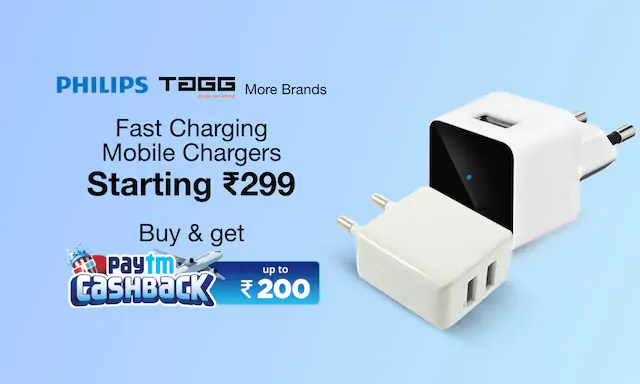 PHILIPS TAGG More Brands
Fast Charging
Mobile Chargers
Starting ₹299
Buy & get
paytm
CASHBACK
up to
₹ 200